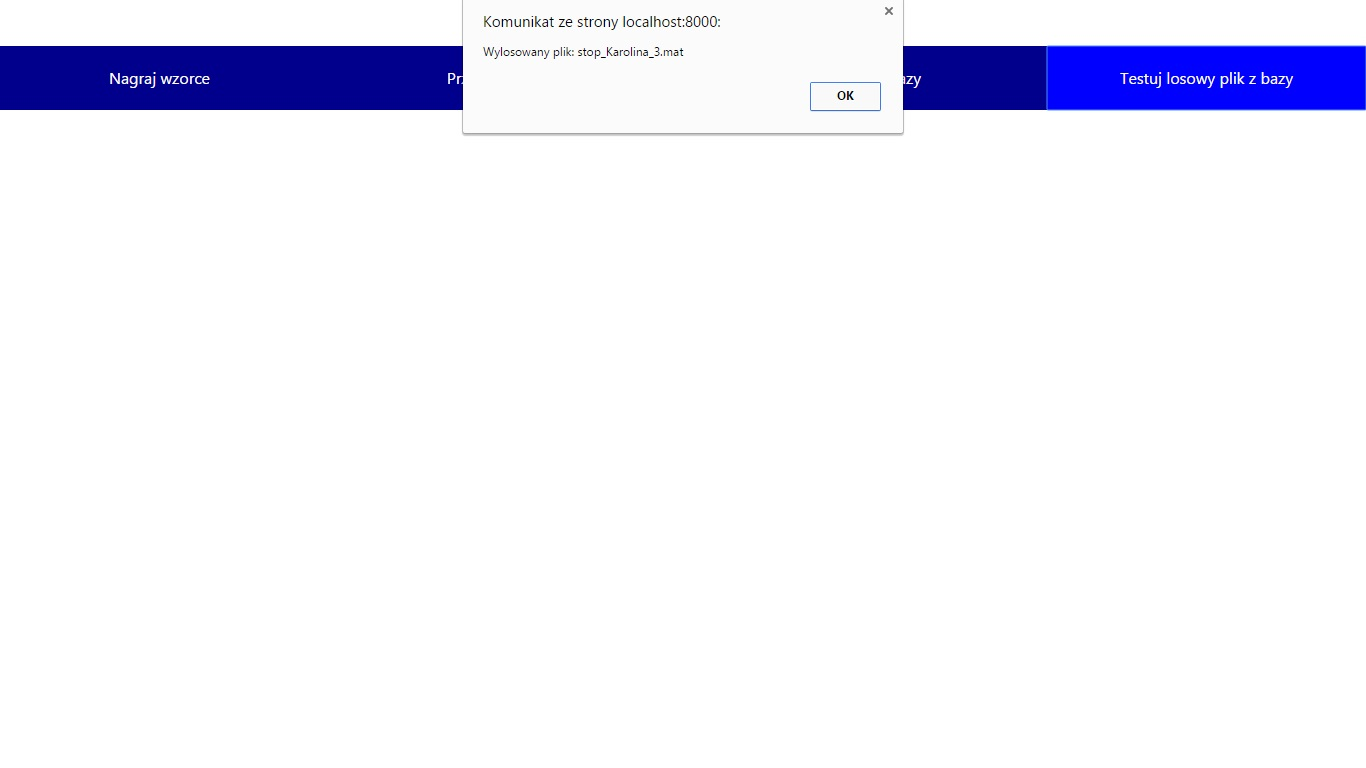 Komunikat ze strony localhost:8000:
Wylosowany plik: stop_Karolina_3.mat
OK
Nagraj wzorce
Testuj losowy plik z bazy